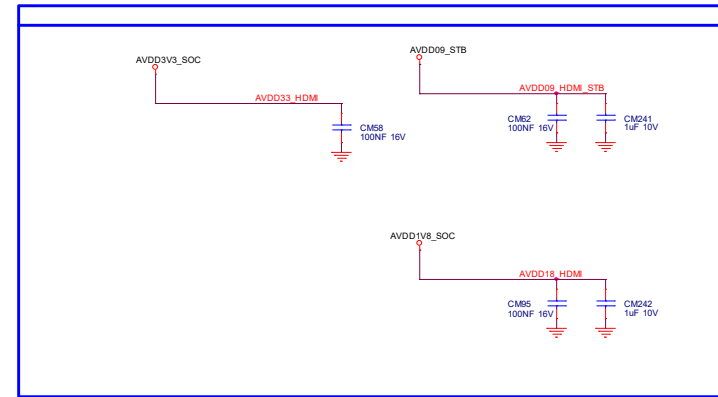 AVDD3V3_SOC
AVDD33_HDMI
CM58
100NF 16V
AVDD09_STB
AVDD09_HDMI_STB
CM62
100NF 16V
CM241
1uF 10V
AVDD1V8_SOC
AVDD18_HDMI
CM95
100NF 16V
CM242
1uF 10V